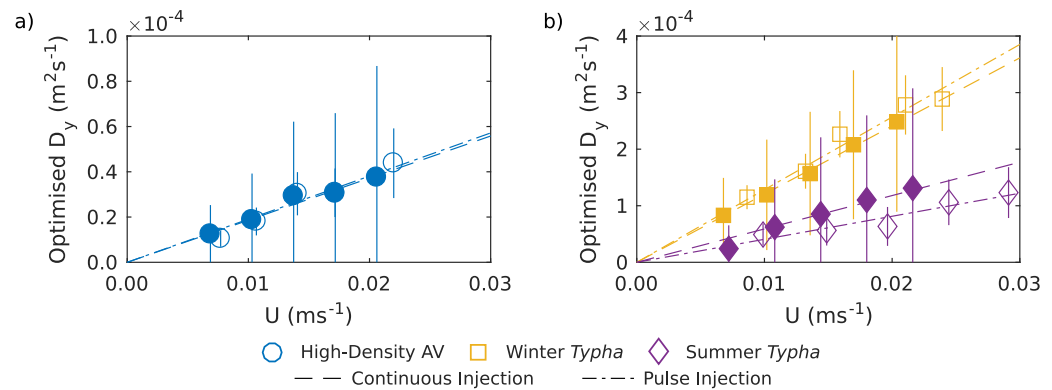 a)
×10⁻⁴
1.0
0.8
0.6
0.4
0.2
0.0
Optimised D_y (m²s⁻¹)
0.00 0.01 0.02 0.03
U (ms⁻¹)
b)
×10⁻⁴
4
3
2
1
0
Optimised D_y (m²s⁻¹)
0.00 0.01 0.02 0.03
U (ms⁻¹)
High-Density AV Winter Typha Summer Typha
Continuous Injection Pulse Injection